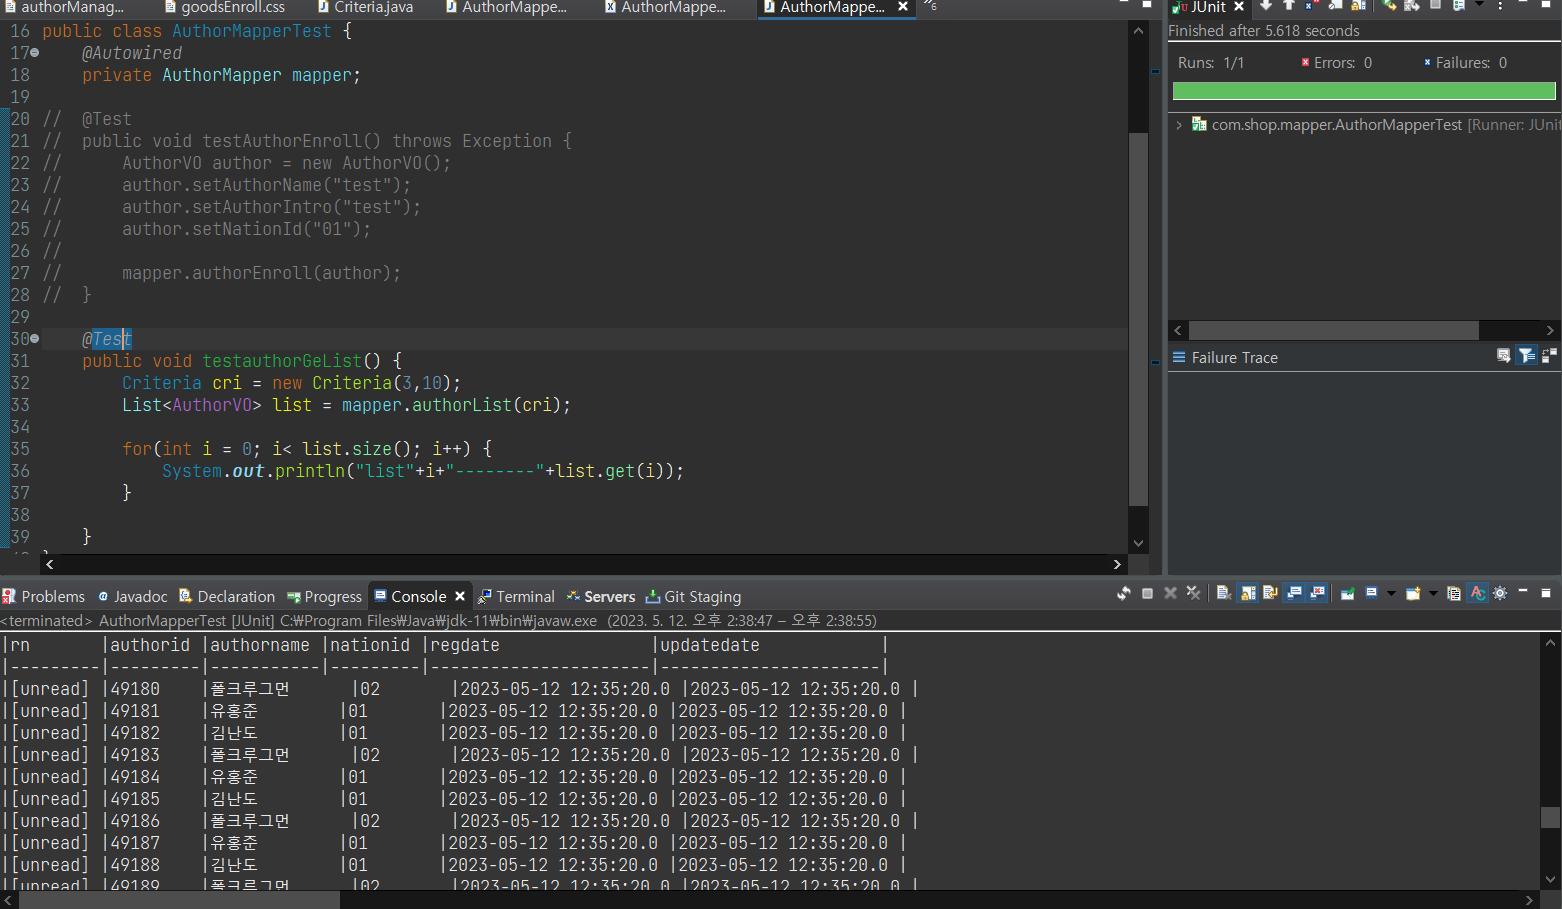 authorManag...	goodsEnroll.css	Criteria.java	AuthorMappe...	AuthorMappe...	AuthorMappe...	6
16 public class AuthorMapperTest {
17 @Autowired
18 private AuthorMapper mapper;
19
20 // @Test
21 // public void testAuthorEnroll() throws Exception {
22 // AuthorVO author = new AuthorVO();
23 // author.setAuthorName("test");
24 // author.setAuthorIntro("test");
25 // author.setNationId("01");
26 //
27 // mapper.authorEnroll(author);
28 // }
29
30 @Test
31 public void testauthorGeList() {
32 Criteria cri = new Criteria(3,10);
33 List<AuthorVO> list = mapper.authorList(cri);
34
35 for(int i = 0; i< list.size(); i++) {
36 System.out.println("list"+i+"--------"+list.get(i));
37 }
38
39 }
JUnit
Finished after 5.618 seconds
Runs: 1/1 Errors: 0 Failures: 0
com.shop.mapper.AuthorMapperTest [Runner: JUnit
Failure Trace
Problems Javadoc Declaration Progress Console Terminal Servers Git Staging
<terminated> AuthorMapperTest [JUnit] C:₩Program Files₩Java₩jdk-11₩bin₩javaw.exe (2023. 5. 12. 오후 2:38:47 – 오후 2:38:55)
|rn |authorid |authorname |nationid |regdate |updatedate |
|---------|---------|-----------|---------|----------------------|----------------------|
|[unread] |49180 |폴크루그먼 |02 |2023-05-12 12:35:20.0 |2023-05-12 12:35:20.0 |
|[unread] |49181 |유홍준 |01 |2023-05-12 12:35:20.0 |2023-05-12 12:35:20.0 |
|[unread] |49182 |김난도 |01 |2023-05-12 12:35:20.0 |2023-05-12 12:35:20.0 |
|[unread] |49183 |폴크루그먼 |02 |2023-05-12 12:35:20.0 |2023-05-12 12:35:20.0 |
|[unread] |49184 |유홍준 |01 |2023-05-12 12:35:20.0 |2023-05-12 12:35:20.0 |
|[unread] |49185 |김난도 |01 |2023-05-12 12:35:20.0 |2023-05-12 12:35:20.0 |
|[unread] |49186 |폴크루그먼 |02 |2023-05-12 12:35:20.0 |2023-05-12 12:35:20.0 |
|[unread] |49187 |유홍준 |01 |2023-05-12 12:35:20.0 |2023-05-12 12:35:20.0 |
|[unread] |49188 |김난도 |01 |2023-05-12 12:35:20.0 |2023-05-12 12:35:20.0 |
|[unread] |49189 |폴크루그먼 |02 |2023-05-12 12:35:20.0 |2023-05-12 12:35:20.0 |